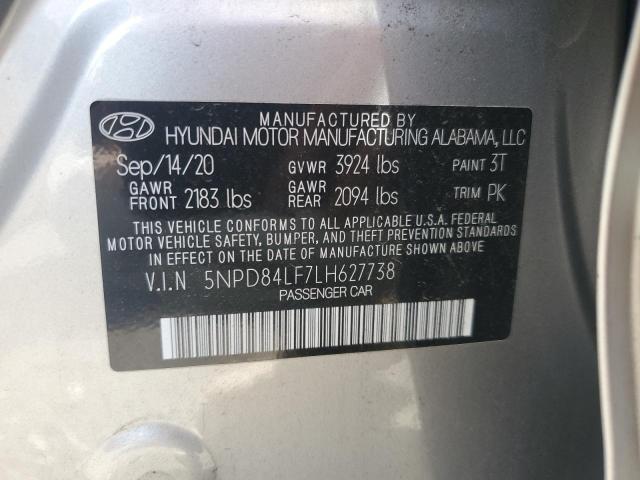 MANUFACTURED BY
HYUNDAI MOTOR MANUFACTURING ALABAMA, LLC
Sep/14/20 GVWR 3924 lbs PAINT 3T
GAWR FRONT 2183 lbs GAWR REAR 2094 lbs TRIM PK
THIS VEHICLE CONFORMS TO ALL APPLICABLE U.S.A. FEDERAL
MOTOR VEHICLE SAFETY, BUMPER, AND THEFT PREVENTION
STANDARDS IN EFFECT ON THE DATE OF MANUFACTURE SHOWN ABOVE.
V.I.N 5NPD84LF7LH627738
PASSENGER CAR